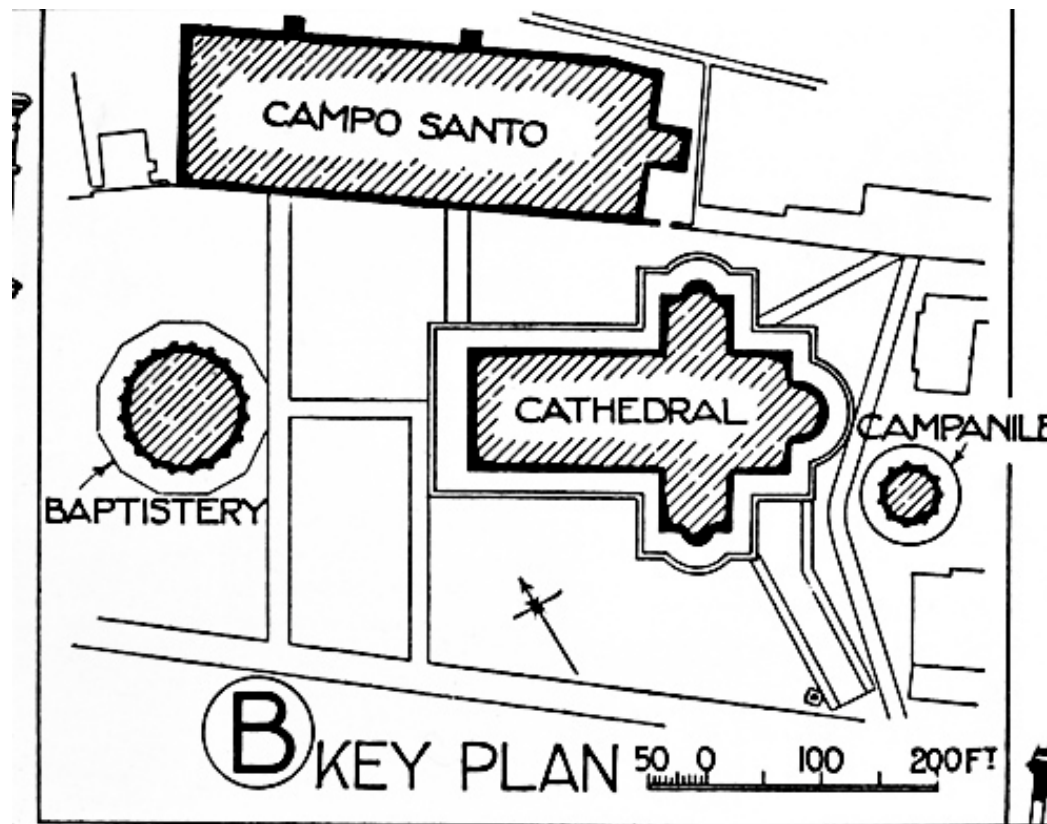 CAMPO SANTO
CATHEDRAL
CAMPANILE
BAPTISTERY
B KEY PLAN
50 0 100 200 FT